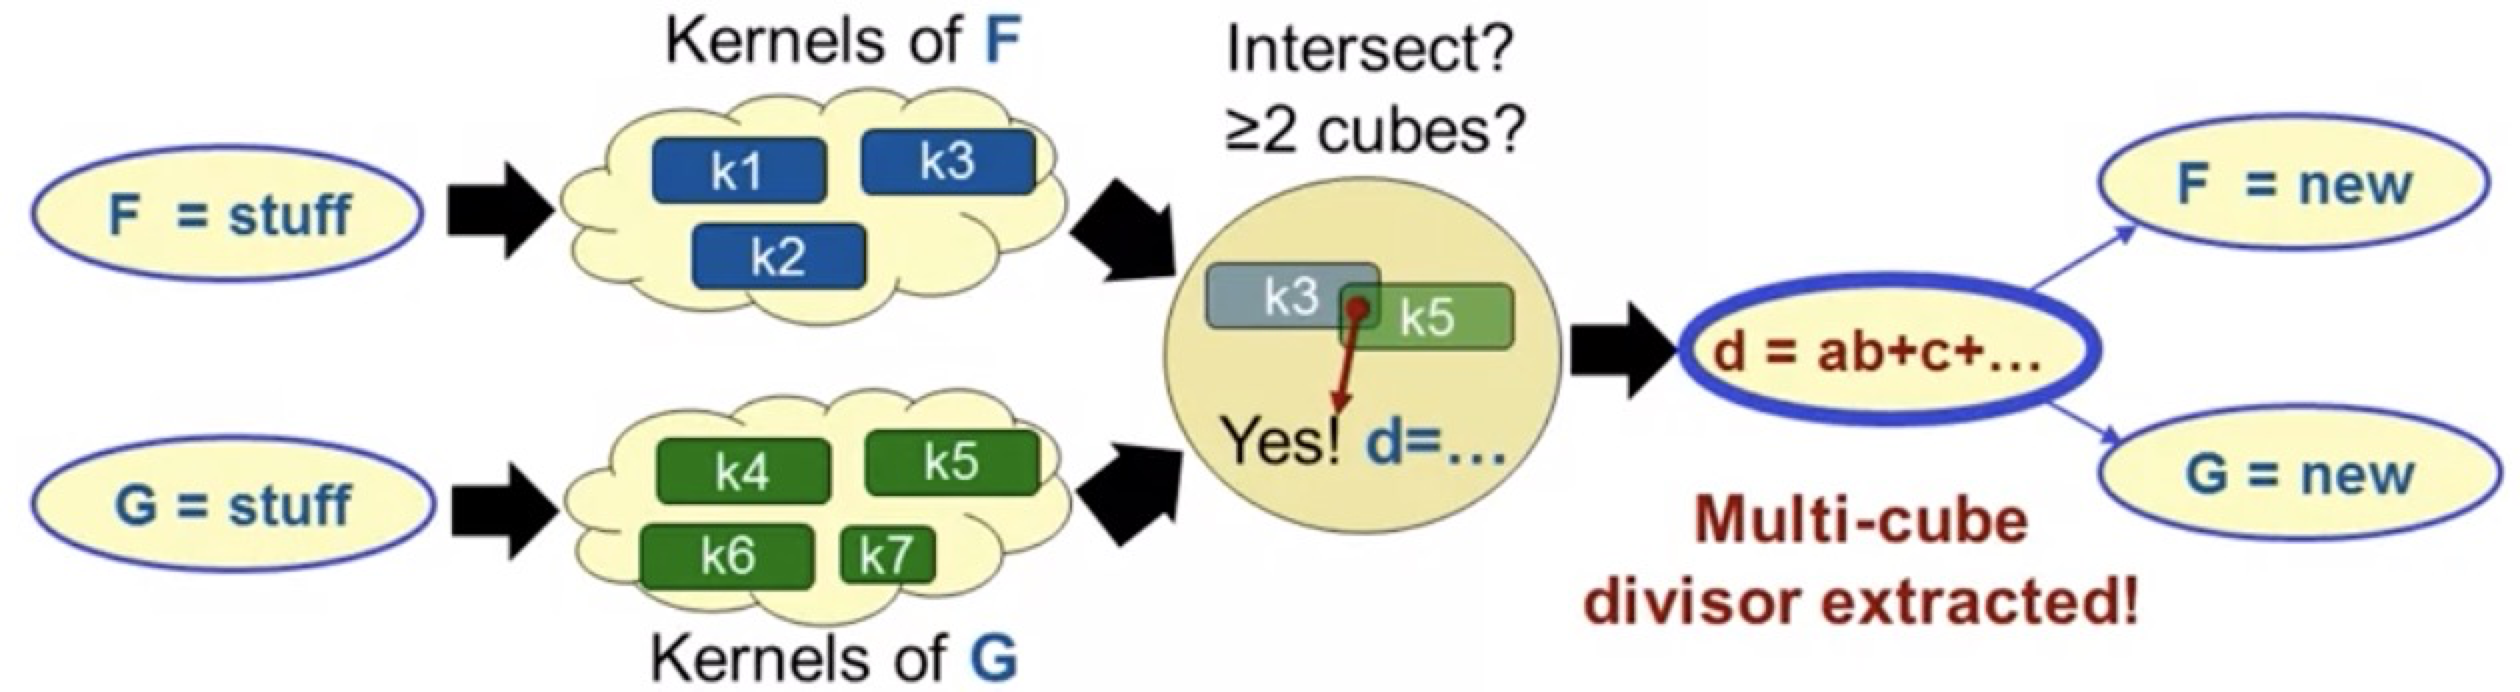 Kernels of F
k1
k3
k2
F = stuff
Intersect?
≥2 cubes?
k3
k5
Yes! d=...
G = stuff
k4
k5
k6
k7
Kernels of G
d = ab+c+...
F = new
G = new
Multi-cube
divisor extracted!